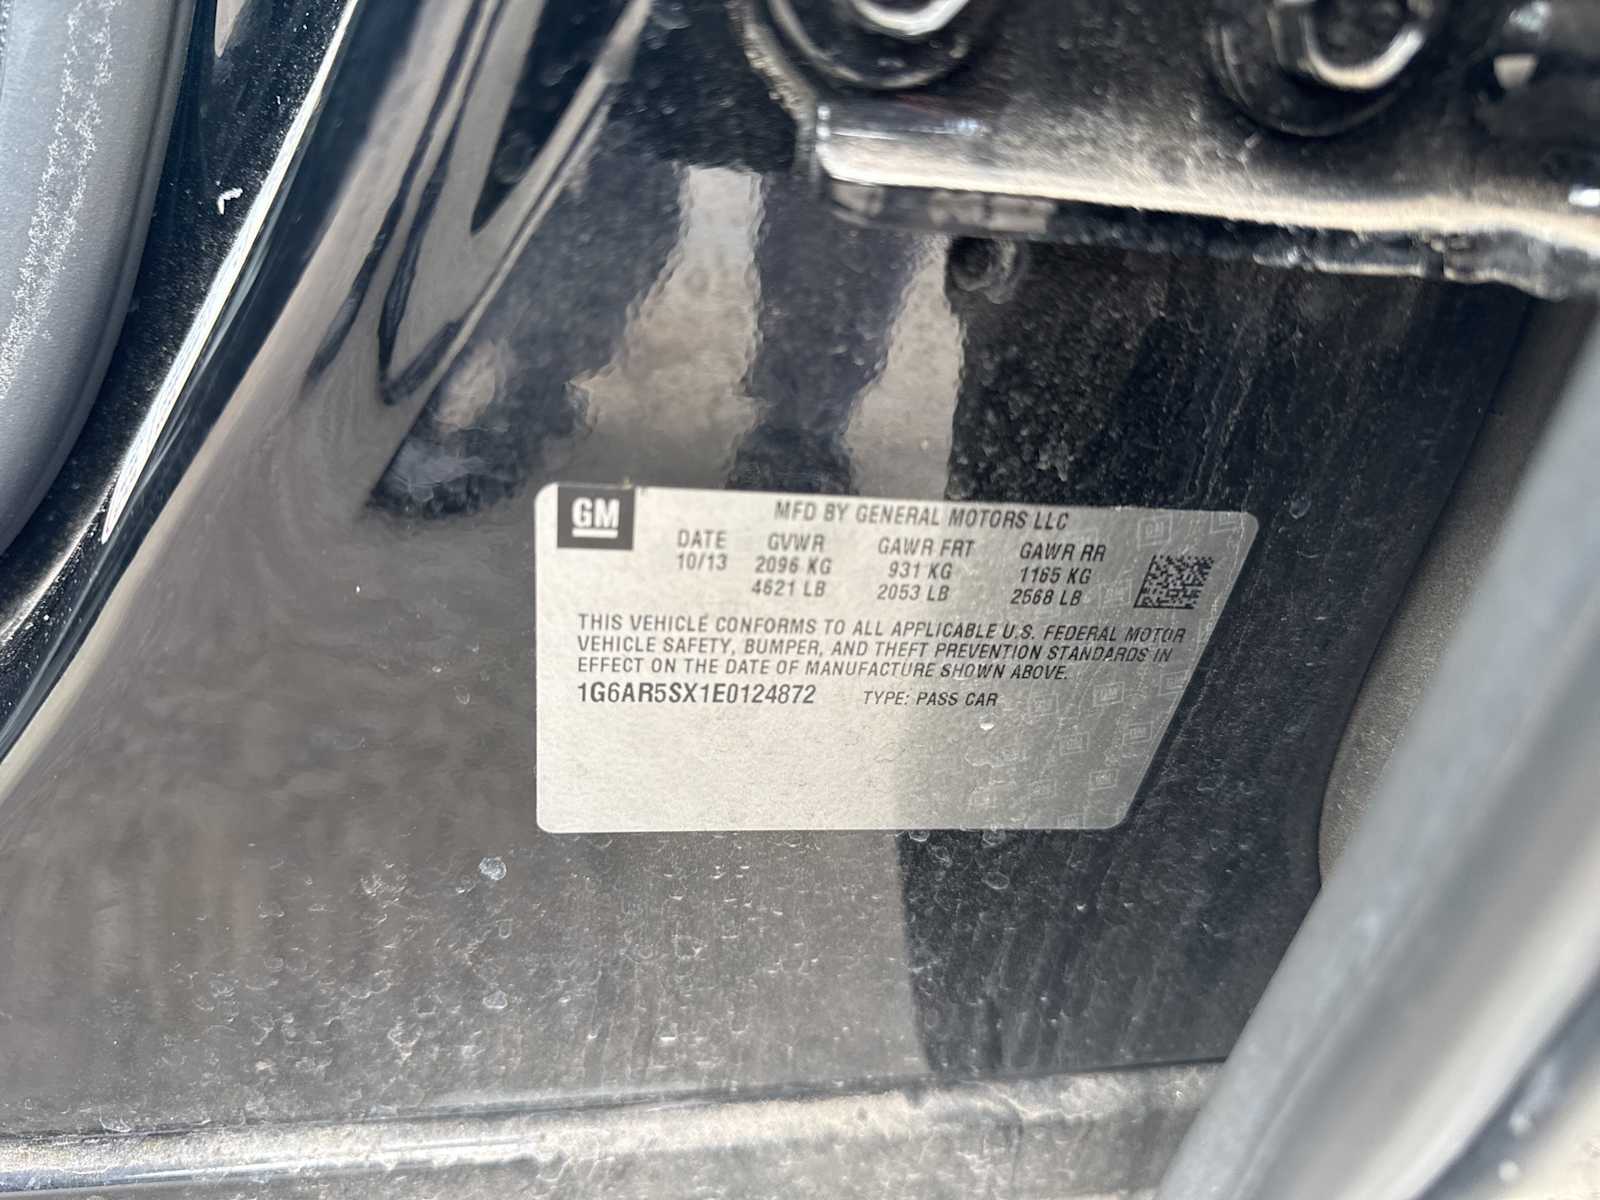 GM
MFD BY GENERAL MOTORS LLC
DATE GVWR GAWR FRT GAWR RR
10/13 2096 KG 931 KG 1165 KG
4621 LB 2053 LB 2568 LB
THIS VEHICLE CONFORMS TO ALL APPLICABLE U.S. FEDERAL MOTOR
VEHICLE SAFETY, BUMPER, AND THEFT PREVENTION STANDARDS IN
EFFECT ON THE DATE OF MANUFACTURE SHOWN ABOVE.
1G6AR5SX1E0124872 TYPE: PASS CAR